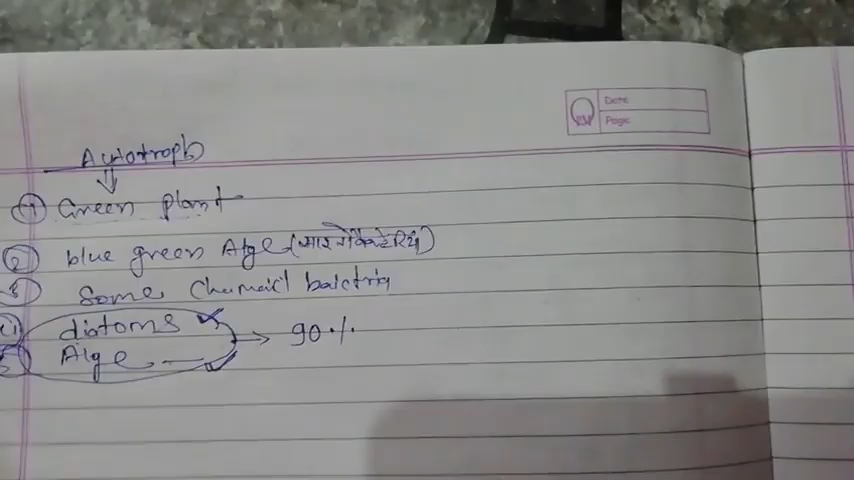 Date
Page
Autotroph
① Green plant
② blue green Alge (साइनोबैक्टेरिया)
3 Some Chemical bactria
4 diatoms
5 Alge → 90%